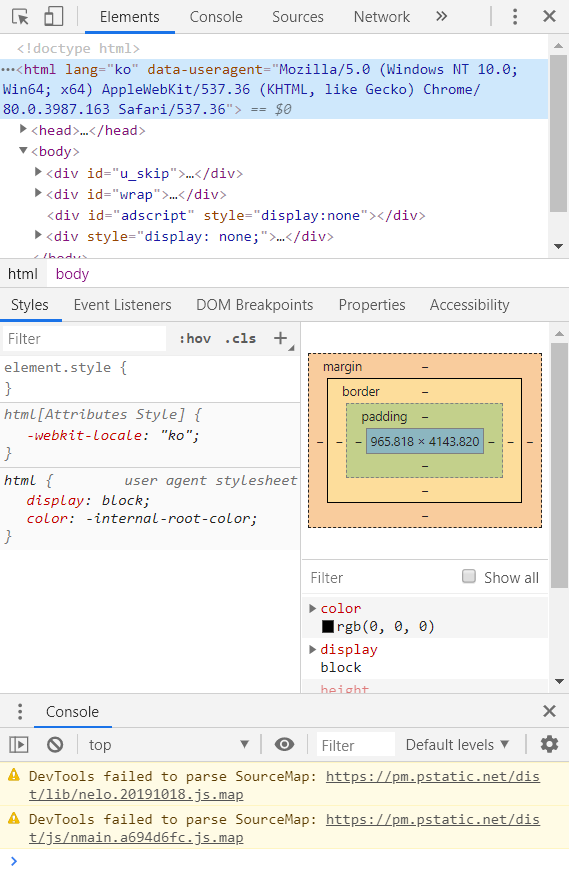 Elements Console Sources Network »
<!doctype html>
…<html lang="ko" data-useragent="Mozilla/5.0 (Windows NT 10.0;
Win64; x64) AppleWebKit/537.36 (KHTML, like Gecko) Chrome/
80.0.3987.163 Safari/537.36"> == $0
<head>…</head>
<body>
<div id="u_skip">…</div>
<div id="wrap">…</div>
<div id="adscript" style="display:none"></div>
<div style="display: none;">…</div>
</body>
html body
Styles Event Listeners DOM Breakpoints Properties Accessibility
Filter :hov .cls +
element.style {
}
html[Attributes Style] {
-webkit-locale: "ko";
}
html { user agent stylesheet
display: block;
color: -internal-root-color;
}
margin –
border –
padding –
– – – 965.818 × 4143.820 – – –
–
–
–
Filter Show all
color
rgb(0, 0, 0)
display
block
height
Console
top Filter Default levels
DevTools failed to parse SourceMap: https://pm.pstatic.net/dis
t/lib/nelo.20191018.js.map
DevTools failed to parse SourceMap: https://pm.pstatic.net/dis
t/js/nmain.a694d6fc.js.map